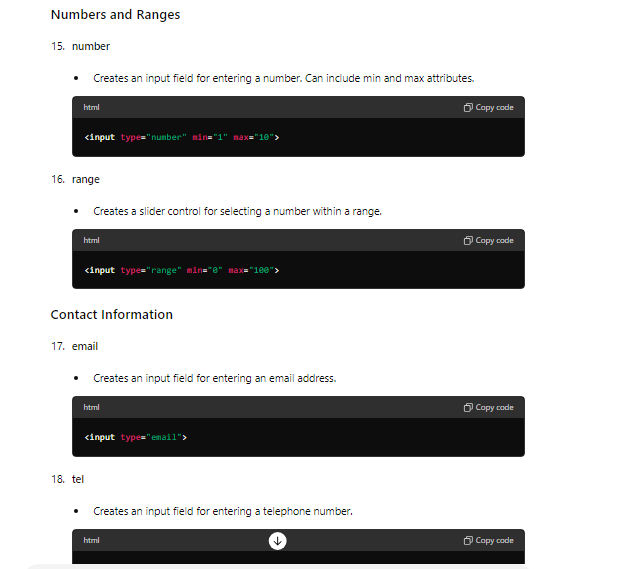 Numbers and Ranges
15. number
• Creates an input field for entering a number. Can include min and max attributes.
html Copy code
<input type="number" min="1" max="10">
16. range
• Creates a slider control for selecting a number within a range.
html Copy code
<input type="range" min="0" max="100">
Contact Information
17. email
• Creates an input field for entering an email address.
html Copy code
<input type="email">
18. tel
• Creates an input field for entering a telephone number.
html Copy code